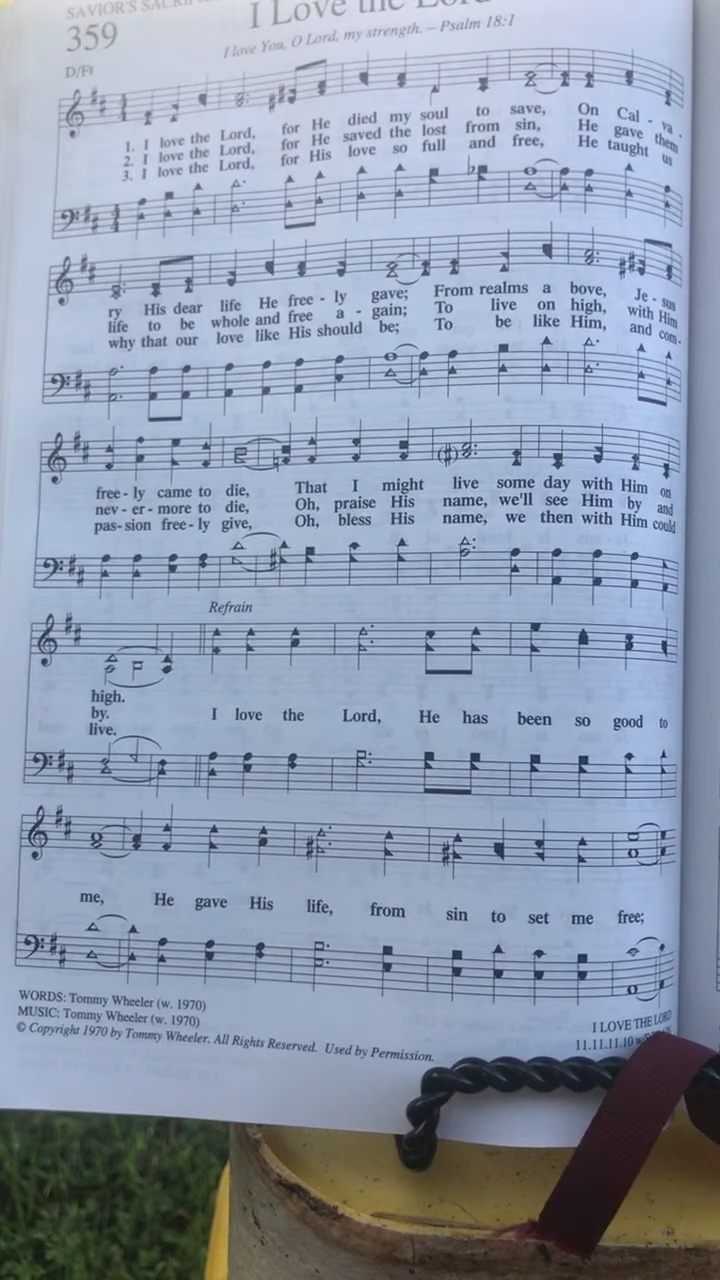 SAVIOR'S
359
I Love the Lord
I love You, O Lord, my strength. – Psalm 18:1
D/F♯
1. I love the Lord, for He died my soul to save, On Cal - va -
2. I love the Lord, for He saved the lost from sin, He gave them
3. I love the Lord, for His love so full and free, He taught us
ry His dear life He free - ly gave; From realms a bove, Je - sus
life to be whole and free a - gain; To live on high, with Him
why that our love like His should be; To be like Him, and com-
free - ly came to die, That I might live some day with Him on
nev - er - more to die, Oh, praise His name, we'll see Him by and
pas- sion free - ly give, Oh, bless His name, we then with Him could
Refrain
high.
by.
live.
I love the Lord, He has been so good to
me, He gave His life, from sin to set me free;
WORDS: Tommy Wheeler (w. 1970)
MUSIC: Tommy Wheeler (w. 1970)
© Copyright 1970 by Tommy Wheeler. All Rights Reserved. Used by Permission.
I LOVE THE LORD
11.11.11.10